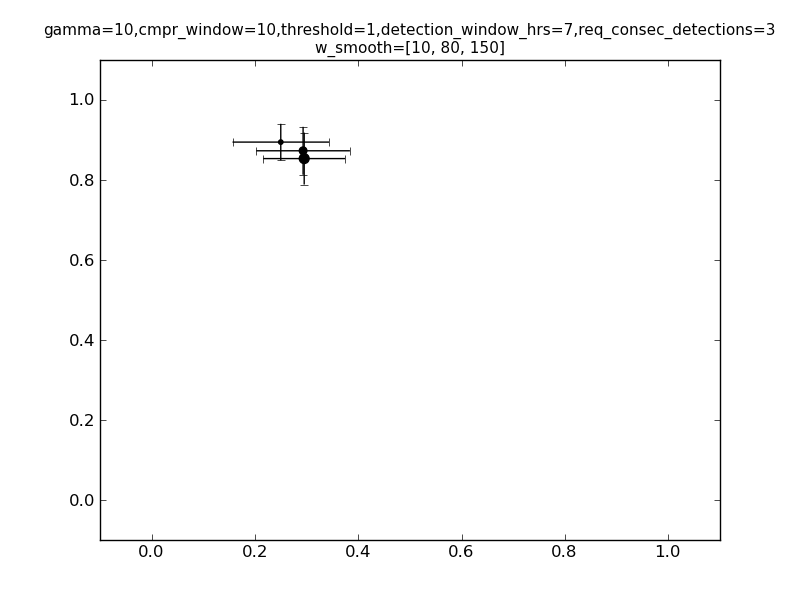 gamma=10,cmpr_window=10,threshold=1,detection_window_hrs=7,req_consec_detections=3
w_smooth=[10, 80, 150]
1.0
0.8
0.6
0.4
0.2
0.0
0.0 0.2 0.4 0.6 0.8 1.0